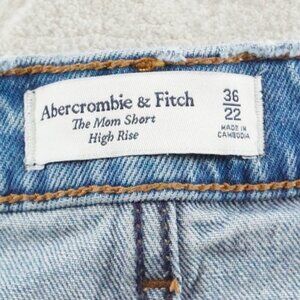 Abercrombie & Fitch
The Mom Short
High Rise
36
22
MADE IN
CAMBODIA